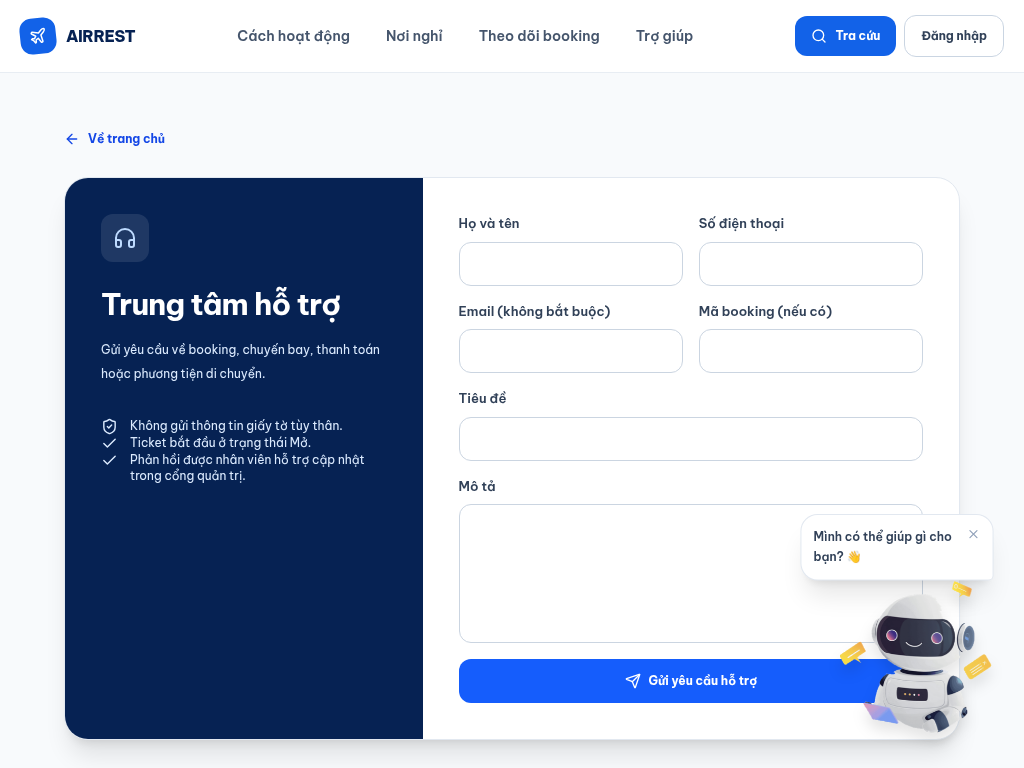 AIRREST
Cách hoạt động
Nơi nghỉ
Theo dõi booking
Trợ giúp
Tra cứu
Đăng nhập
Về trang chủ
Trung tâm hỗ trợ
Gửi yêu cầu về booking, chuyến bay, thanh toán
hoặc phương tiện di chuyển.
Không gửi thông tin giấy tờ tùy thân.
Ticket bắt đầu ở trạng thái Mở.
Phản hồi được nhân viên hỗ trợ cập nhật
trong cổng quản trị.
Họ và tên
Số điện thoại
Email (không bắt buộc)
Mã booking (nếu có)
Tiêu đề
Mô tả
Mình có thể giúp gì cho
bạn? 👋
Gửi yêu cầu hỗ trợ